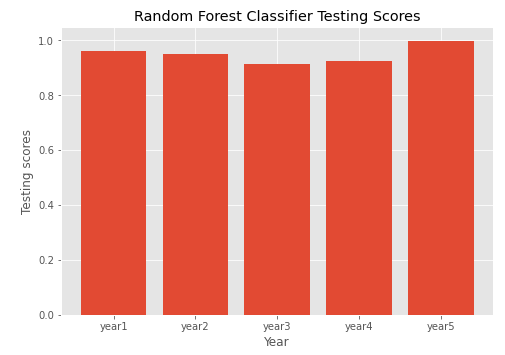 Random Forest Classifier Testing Scores
1.0
0.8
0.6
0.4
0.2
0.0
Testing scores
year1 year2 year3 year4 year5
Year